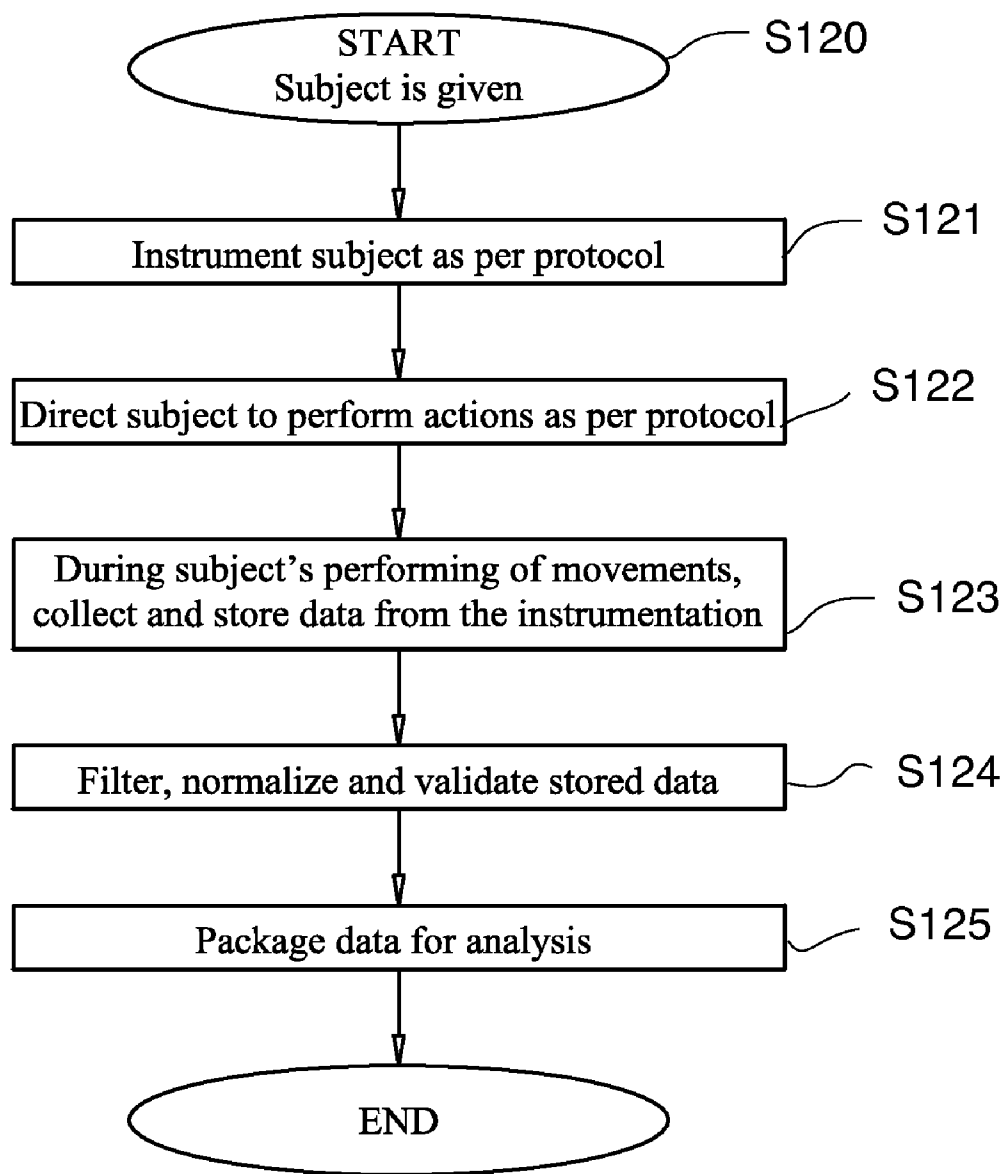 START
Subject is given
S120
Instrument subject as per protocol
S121
Direct subject to perform actions as per protocol
S122
During subject’s performing of movements,
collect and store data from the instrumentation
S123
Filter, normalize and validate stored data
S124
Package data for analysis
S125
END